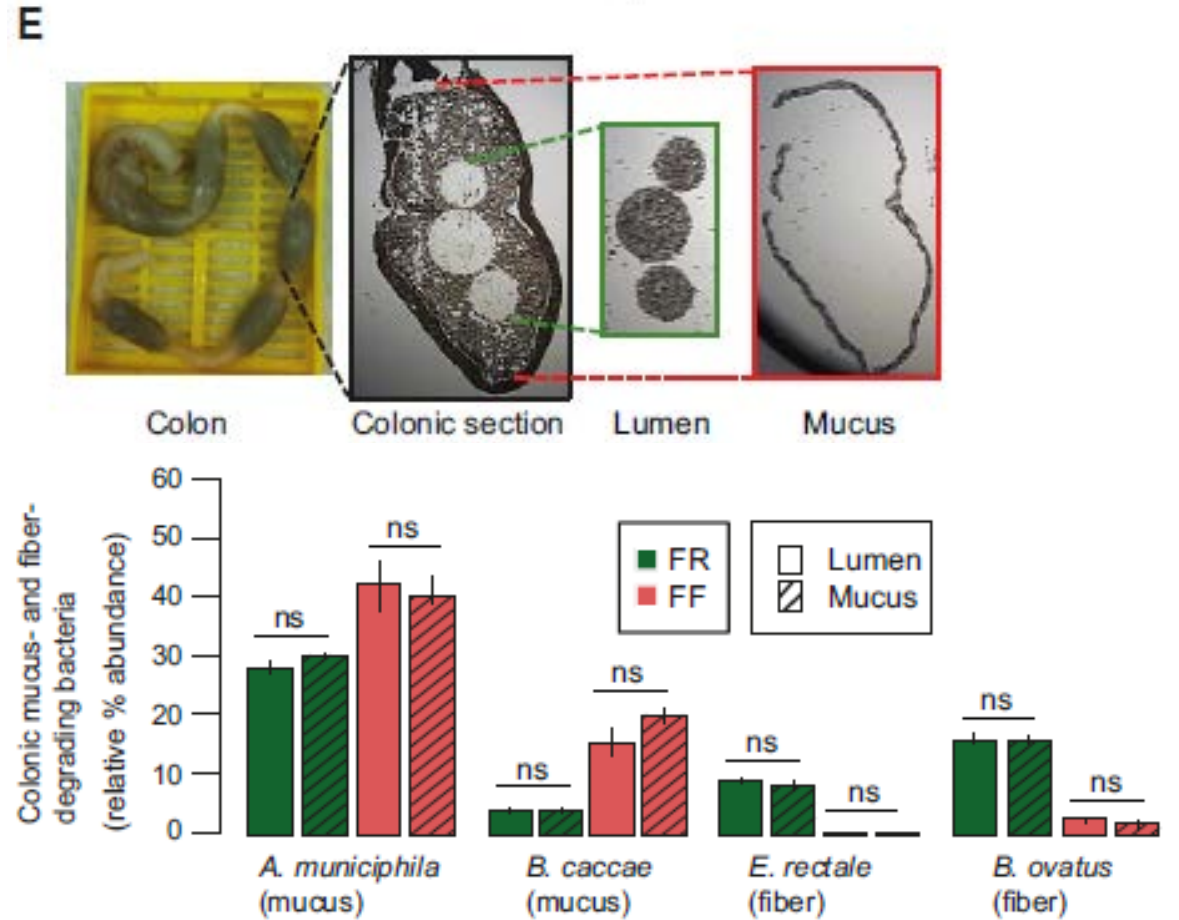 E
Colon
Colonic section
Lumen
Mucus
Colonic mucus- and fiber-
degrading bacteria
(relative % abundance)
60
50
40
30
20
10
0
ns
ns
ns
ns
ns
ns
ns
ns
FR
FF
Lumen
Mucus
A. municiphila
(mucus)
B. caccae
(mucus)
E. rectale
(fiber)
B. ovatus
(fiber)